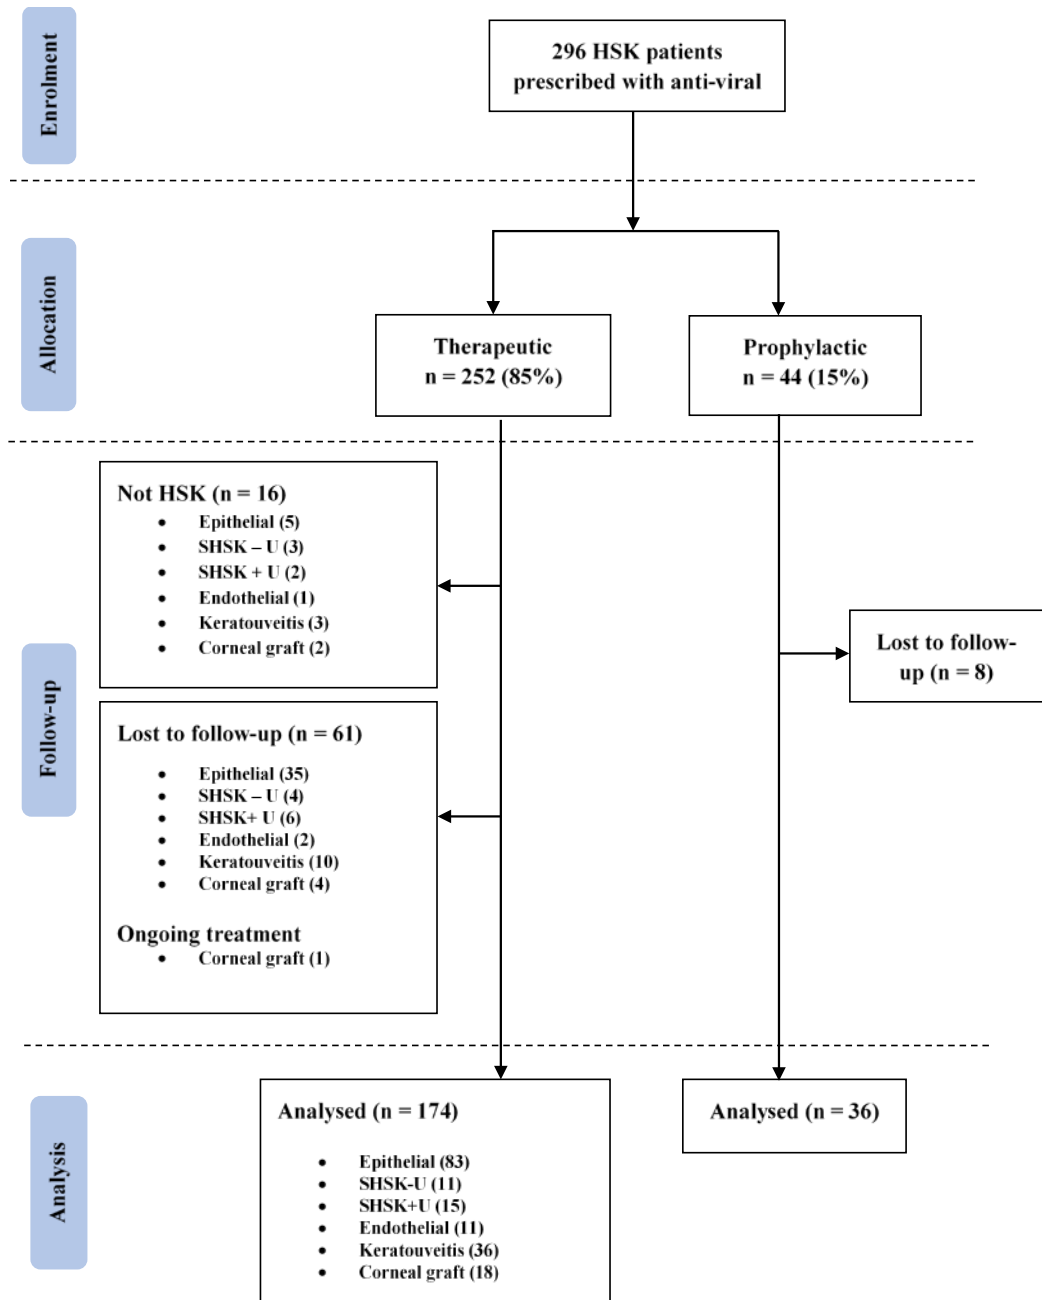 Enrolment
296 HSK patients
prescribed with anti-viral
Allocation
Therapeutic
n = 252 (85%)
Prophylactic
n = 44 (15%)
Follow-up
Not HSK (n = 16)
• Epithelial (5)
• SHSK – U (3)
• SHSK + U (2)
• Endothelial (1)
• Keratouveitis (3)
• Corneal graft (2)
Lost to follow-
up (n = 8)
Lost to follow-up (n = 61)
• Epithelial (35)
• SHSK – U (4)
• SHSK+ U (6)
• Endothelial (2)
• Keratouveitis (10)
• Corneal graft (4)
Ongoing treatment
• Corneal graft (1)
Analysis
Analysed (n = 174)
• Epithelial (83)
• SHSK-U (11)
• SHSK+U (15)
• Endothelial (11)
• Keratouveitis (36)
• Corneal graft (18)
Analysed (n = 36)